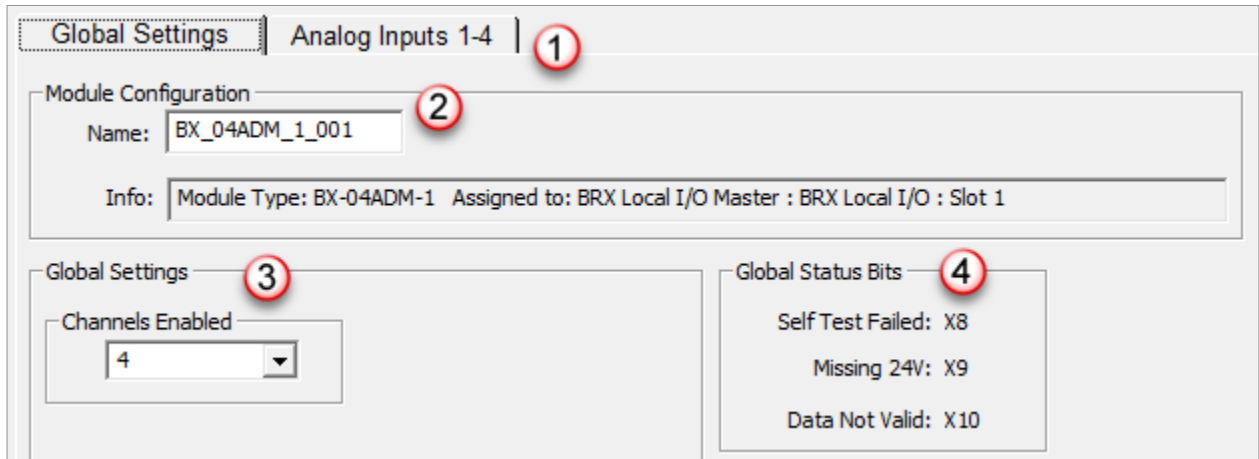 Global Settings
Analog Inputs 1-4
1
Module Configuration
2
Name: BX_04ADM_1_001
Info: Module Type: BX-04ADM-1 Assigned to: BRX Local I/O Master : BRX Local I/O : Slot 1
Global Settings
3
Channels Enabled
4
Global Status Bits
4
Self Test Failed: X8
Missing 24V: X9
Data Not Valid: X10